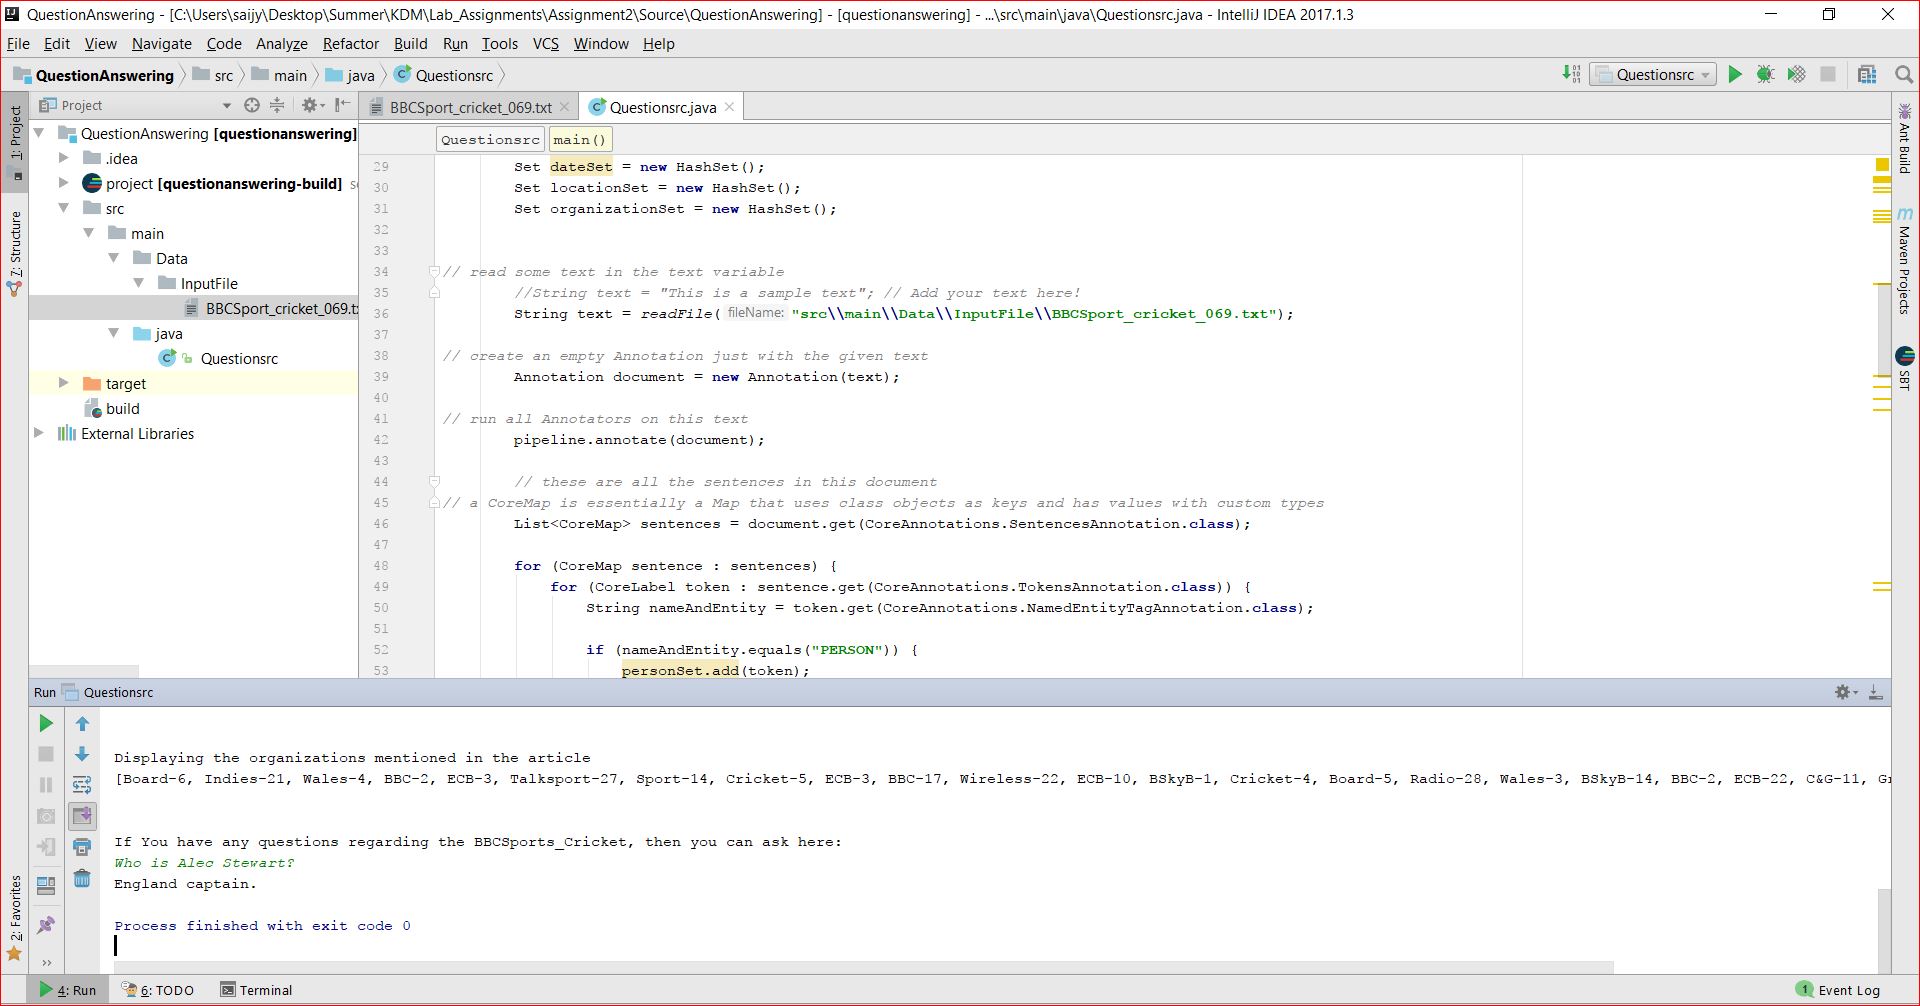 QuestionAnswering - [C:\Users\saijy\Desktop\Summer\KDM\Lab_Assignments\Assignment2\Source\QuestionAnswering] - [questionanswering] - ...\src\main\java\Questionsrc.java - IntelliJ IDEA 2017.1.3
File Edit View Navigate Code Analyze Refactor Build Run Tools VCS Window Help
QuestionAnswering src main java Questionsrc
Questionsrc
1: Project
7: Structure
2: Favorites
Project
QuestionAnswering [questionanswering]
.idea
project [questionanswering-build]
src
main
Data
InputFile
BBCSport_cricket_069.tx
java
Questionsrc
target
build
External Libraries
BBCSport_cricket_069.txt Questionsrc.java
Questionsrc main()
29 Set dateSet = new HashSet();
30 Set locationSet = new HashSet();
31 Set organizationSet = new HashSet();
32
33
34 // read some text in the text variable
35 //String text = "This is a sample text"; // Add your text here!
36 String text = readFile( fileName: "src\\main\\Data\\InputFile\\BBCSport_cricket_069.txt");
37
38 // create an empty Annotation just with the given text
39 Annotation document = new Annotation(text);
40
41 // run all Annotators on this text
42 pipeline.annotate(document);
43
44 // these are all the sentences in this document
45 // a CoreMap is essentially a Map that uses class objects as keys and has values with custom types
46 List<CoreMap> sentences = document.get(CoreAnnotations.SentencesAnnotation.class);
47
48 for (CoreMap sentence : sentences) {
49 for (CoreLabel token : sentence.get(CoreAnnotations.TokensAnnotation.class)) {
50 String nameAndEntity = token.get(CoreAnnotations.NamedEntityTagAnnotation.class);
51
52 if (nameAndEntity.equals("PERSON")) {
53 personSet.add(token);
Ant Build
Maven Projects
SBT
Run Questionsrc
Displaying the organizations mentioned in the article
[Board-6, Indies-21, Wales-4, BBC-2, ECB-3, Talksport-27, Sport-14, Cricket-5, ECB-3, BBC-17, Wireless-22, ECB-10, BSkyB-1, Cricket-4, Board-5, Radio-28, Wales-3, BSkyB-14, BBC-2, ECB-22, C&G-11,
If You have any questions regarding the BBCSports_Cricket, then you can ask here:
Who is Alec Stewart?
England captain.
Process finished with exit code 0
4: Run 6: TODO Terminal
1 Event Log